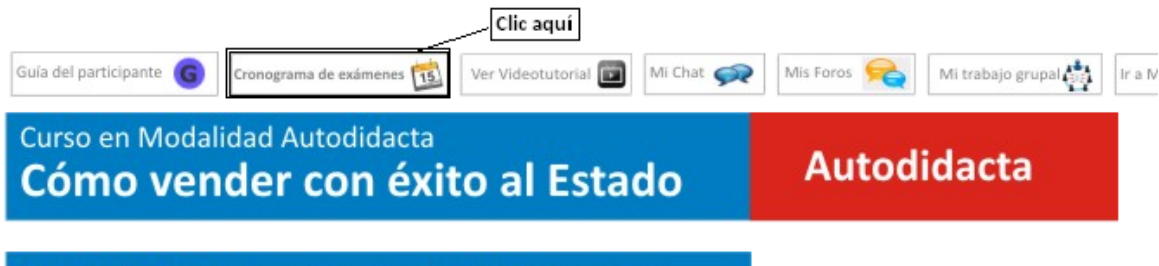 Clic aquí
Guía del participante G
Cronograma de exámenes 15
Ver Videotutorial
Mi Chat
Mis Foros
Mi trabajo grupal
Ir a M
Curso en Modalidad Autodidacta
Cómo vender con éxito al Estado
Autodidacta